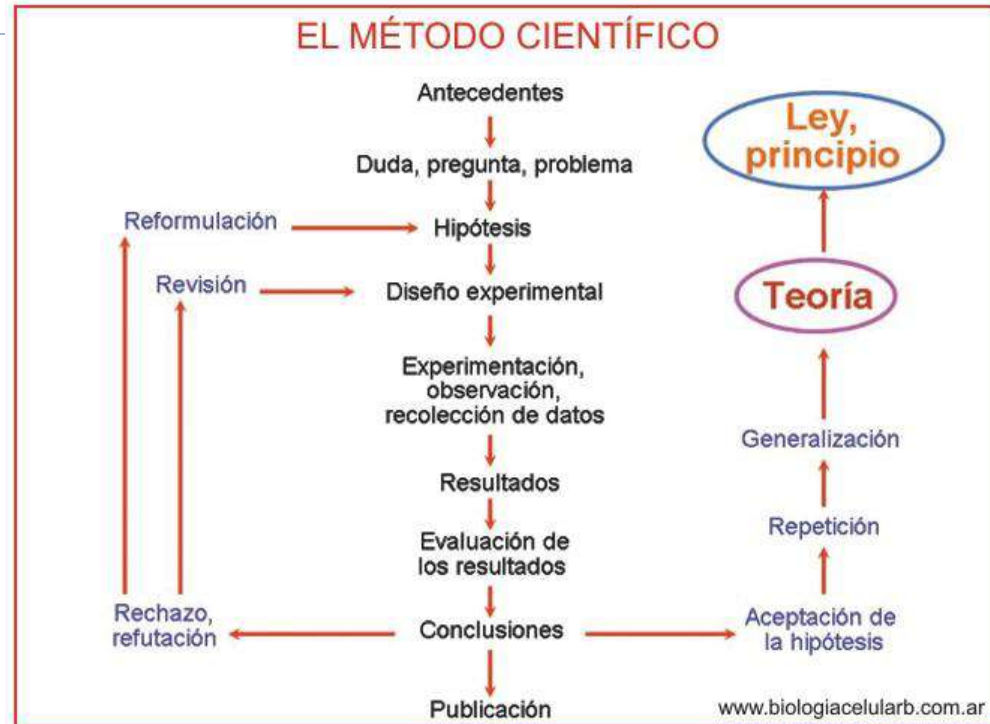 EL MÉTODO CIENTÍFICO
Antecedentes
Duda, pregunta, problema
Hipótesis
Diseño experimental
Experimentación,
observación,
recolección de datos
Resultados
Evaluación de
los resultados
Conclusiones
Publicación
Reformulación
Revisión
Rechazo,
refutación
Ley,
principio
Teoría
Generalización
Repetición
Aceptación de
la hipótesis
www.biologiacelularb.com.ar